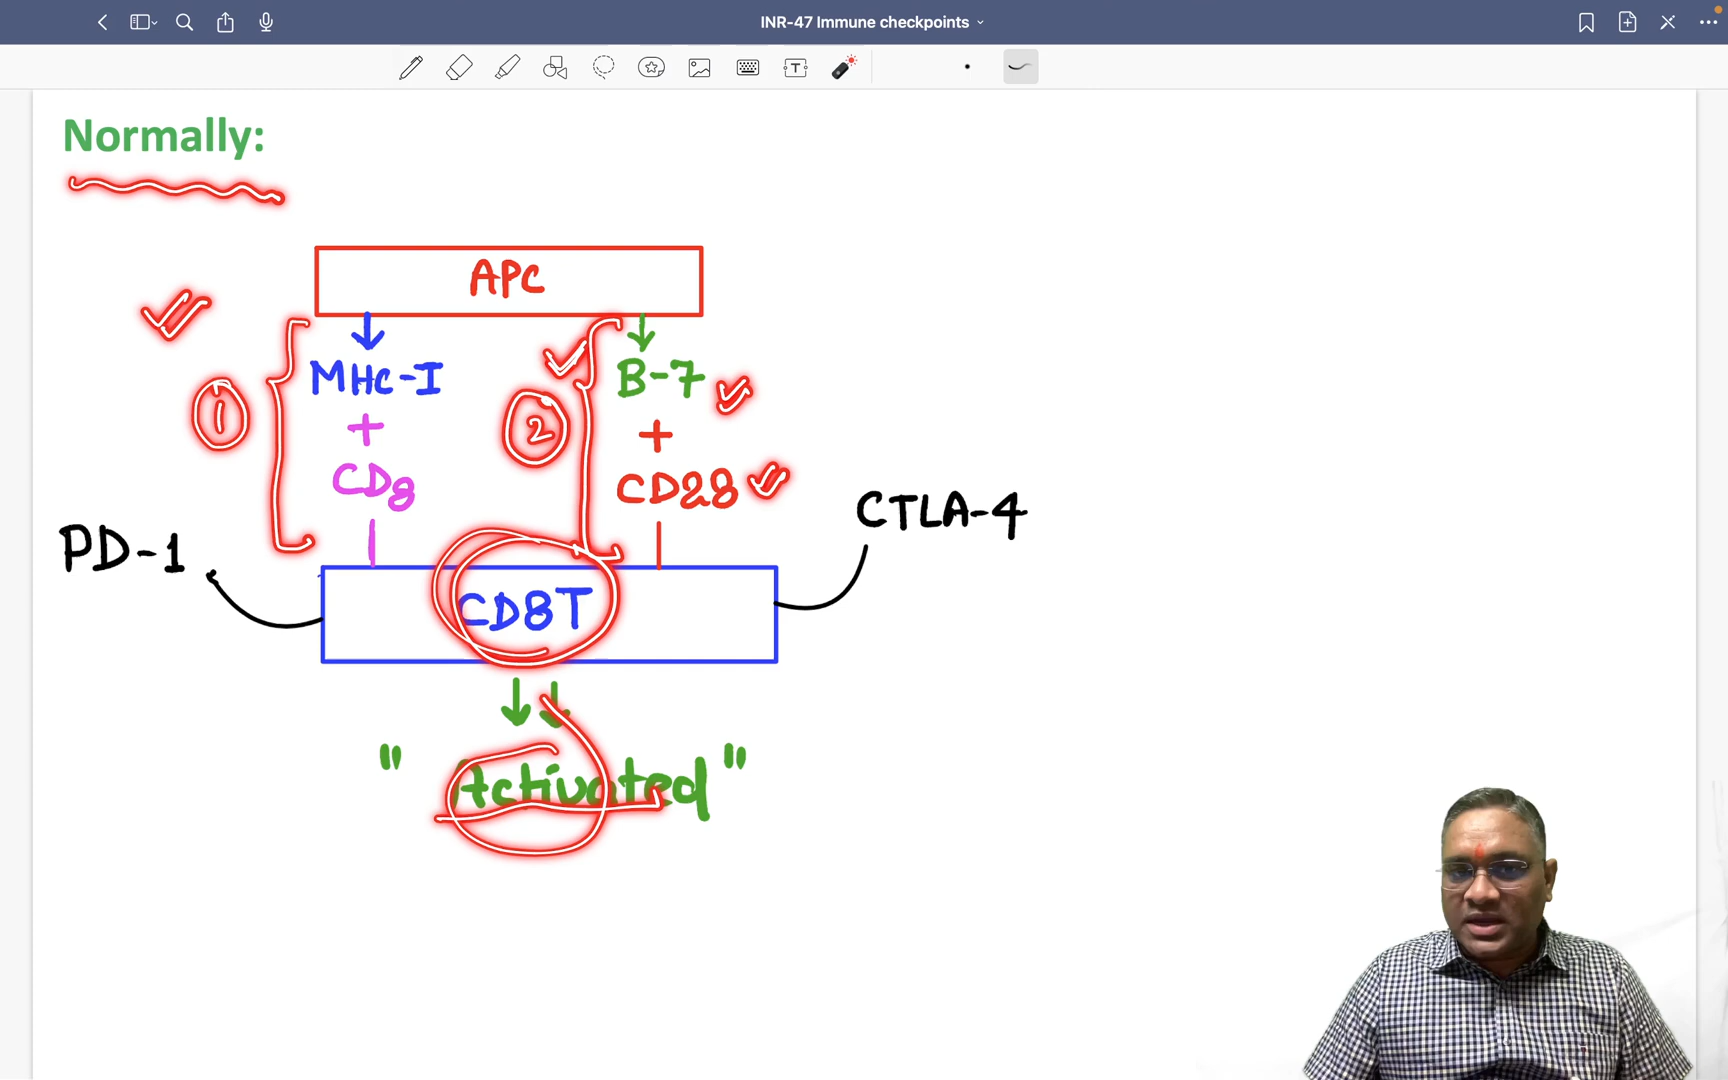 INR-47 Immune checkpoints
Normally:
APC
MHC-I
B-7
+
+
1
2
CD8
CD28
PD-1
CTLA-4
CD8T
" Activated "